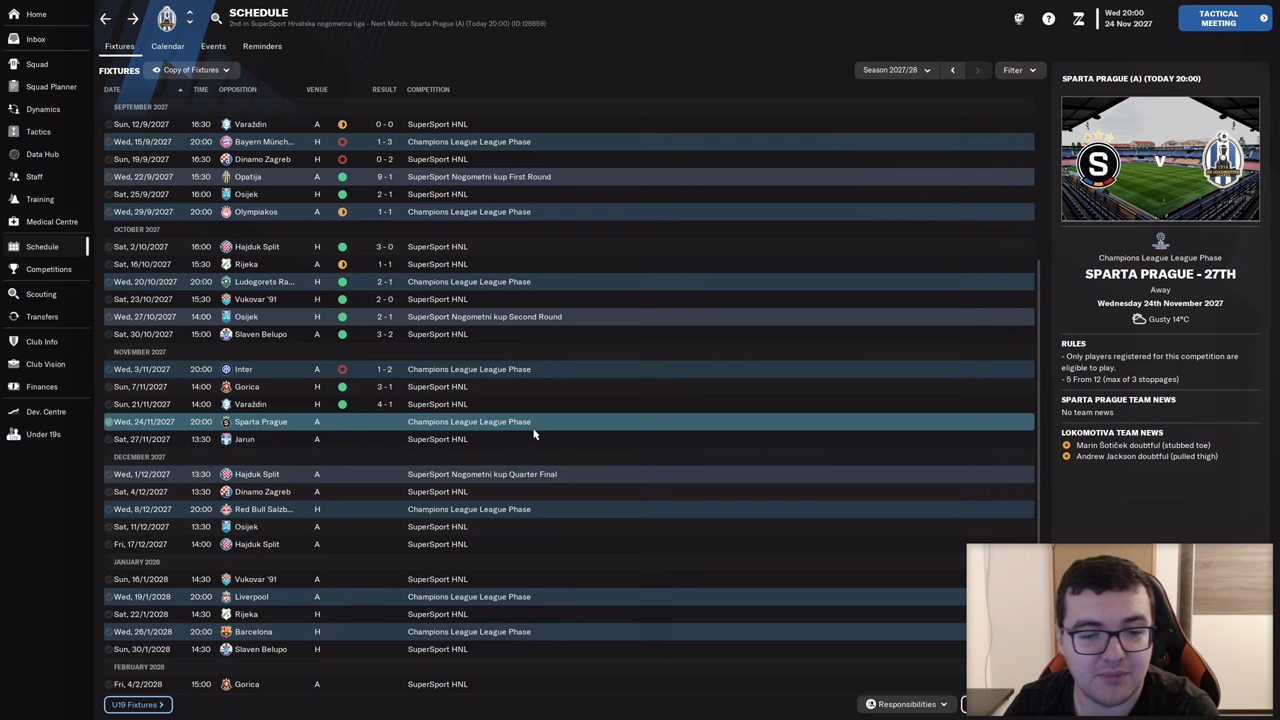 Home
Inbox
Squad
Squad Planner
Dynamics
Tactics
Data Hub
Staff
Training
Medical Centre
Schedule
Competitions
Scouting
Transfers
Club Info
Club Vision
Finances
Dev. Centre
Under 19s
SCHEDULE
2nd in SuperSport Hrvatska nogometna liga - Next Match: Sparta Prague (A) (Today 20:00) (ID:129859)
Wed 20:00
24 Nov 2027
TACTICAL
MEETING
Fixtures Calendar Events Reminders
FIXTURES Copy of Fixtures Season 2027/28 Filter
DATE TIME OPPOSITION VENUE RESULT COMPETITION
SEPTEMBER 2027
Sun, 12/9/2027 16:30 Varaždin A 0 - 0 SuperSport HNL
Wed, 15/9/2027 20:00 Bayern Münch... H 1 - 3 Champions League League Phase
Sun, 19/9/2027 16:30 Dinamo Zagreb H 0 - 2 SuperSport HNL
Wed, 22/9/2027 15:30 Opatija A 9 - 1 SuperSport Nogometni kup First Round
Sat, 25/9/2027 16:00 Osijek H 2 - 1 SuperSport HNL
Wed, 29/9/2027 20:00 Olympiakos A 1 - 1 Champions League League Phase
OCTOBER 2027
Sat, 2/10/2027 16:00 Hajduk Split H 3 - 0 SuperSport HNL
Sat, 16/10/2027 15:30 Rijeka A 1 - 1 SuperSport HNL
Wed, 20/10/2027 20:00 Ludogorets Ra... H 2 - 1 Champions League League Phase
Sat, 23/10/2027 15:30 Vukovar '91 H 2 - 0 SuperSport HNL
Wed, 27/10/2027 14:00 Osijek H 2 - 1 SuperSport Nogometni kup Second Round
Sat, 30/10/2027 15:00 Slaven Belupo A 3 - 2 SuperSport HNL
NOVEMBER 2027
Wed, 3/11/2027 20:00 Inter A 1 - 2 Champions League League Phase
Sun, 7/11/2027 14:00 Gorica H 3 - 1 SuperSport HNL
Sun, 21/11/2027 14:00 Varaždin H 4 - 1 SuperSport HNL
Wed, 24/11/2027 20:00 Sparta Prague A Champions League League Phase
Sat, 27/11/2027 13:30 Jarun A SuperSport HNL
DECEMBER 2027
Wed, 1/12/2027 13:30 Hajduk Split A SuperSport Nogometni kup Quarter Final
Sat, 4/12/2027 13:30 Dinamo Zagreb A SuperSport HNL
Wed, 8/12/2027 20:00 Red Bull Salzb... H Champions League League Phase
Sat, 11/12/2027 13:30 Osijek A SuperSport HNL
Fri, 17/12/2027 14:00 Hajduk Split A SuperSport HNL
JANUARY 2028
Sun, 16/1/2028 14:30 Vukovar '91 A SuperSport HNL
Wed, 19/1/2028 20:00 Liverpool A Champions League League Phase
Sat, 22/1/2028 14:30 Rijeka H SuperSport HNL
Wed, 26/1/2028 20:00 Barcelona H Champions League League Phase
Sun, 30/1/2028 14:30 Slaven Belupo H SuperSport HNL
FEBRUARY 2028
Fri, 4/2/2028 15:00 Gorica A SuperSport HNL
U19 Fixtures
Responsibilities
SPARTA PRAGUE (A) (TODAY 20:00)
V
Champions League League Phase
SPARTA PRAGUE - 27TH
Away
Wednesday 24th November 2027
Gusty 14°C
RULES
- Only players registered for this competition are
eligible to play.
- 5 From 12 (max of 3 stoppages)
SPARTA PRAGUE TEAM NEWS
No team news
LOKOMOTIVA TEAM NEWS
Marin Šotiček doubtful (stubbed toe)
Andrew Jackson doubtful (pulled thigh)